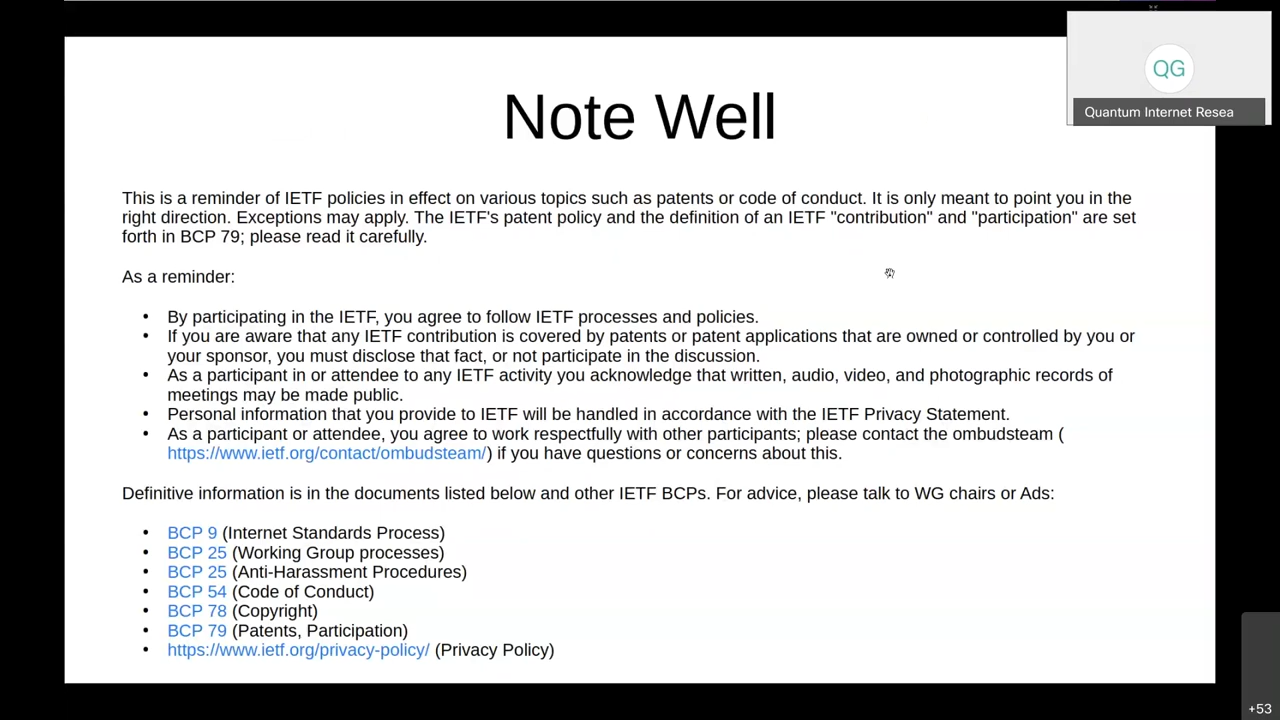 Note Well
QG
Quantum Internet Resea
This is a reminder of IETF policies in effect on various topics such as patents or code of conduct. It is only meant to point you in the
right direction. Exceptions may apply. The IETF's patent policy and the definition of an IETF "contribution" and "participation" are set
forth in BCP 79; please read it carefully.
As a reminder:
• By participating in the IETF, you agree to follow IETF processes and policies.
• If you are aware that any IETF contribution is covered by patents or patent applications that are owned or controlled by you or
your sponsor, you must disclose that fact, or not participate in the discussion.
• As a participant in or attendee to any IETF activity you acknowledge that written, audio, video, and photographic records of
meetings may be made public.
• Personal information that you provide to IETF will be handled in accordance with the IETF Privacy Statement.
• As a participant or attendee, you agree to work respectfully with other participants; please contact the ombudsteam (
https://www.ietf.org/contact/ombudsteam/) if you have questions or concerns about this.
Definitive information is in the documents listed below and other IETF BCPs. For advice, please talk to WG chairs or Ads:
• BCP 9 (Internet Standards Process)
• BCP 25 (Working Group processes)
• BCP 25 (Anti-Harassment Procedures)
• BCP 54 (Code of Conduct)
• BCP 78 (Copyright)
• BCP 79 (Patents, Participation)
• https://www.ietf.org/privacy-policy/ (Privacy Policy)
+53